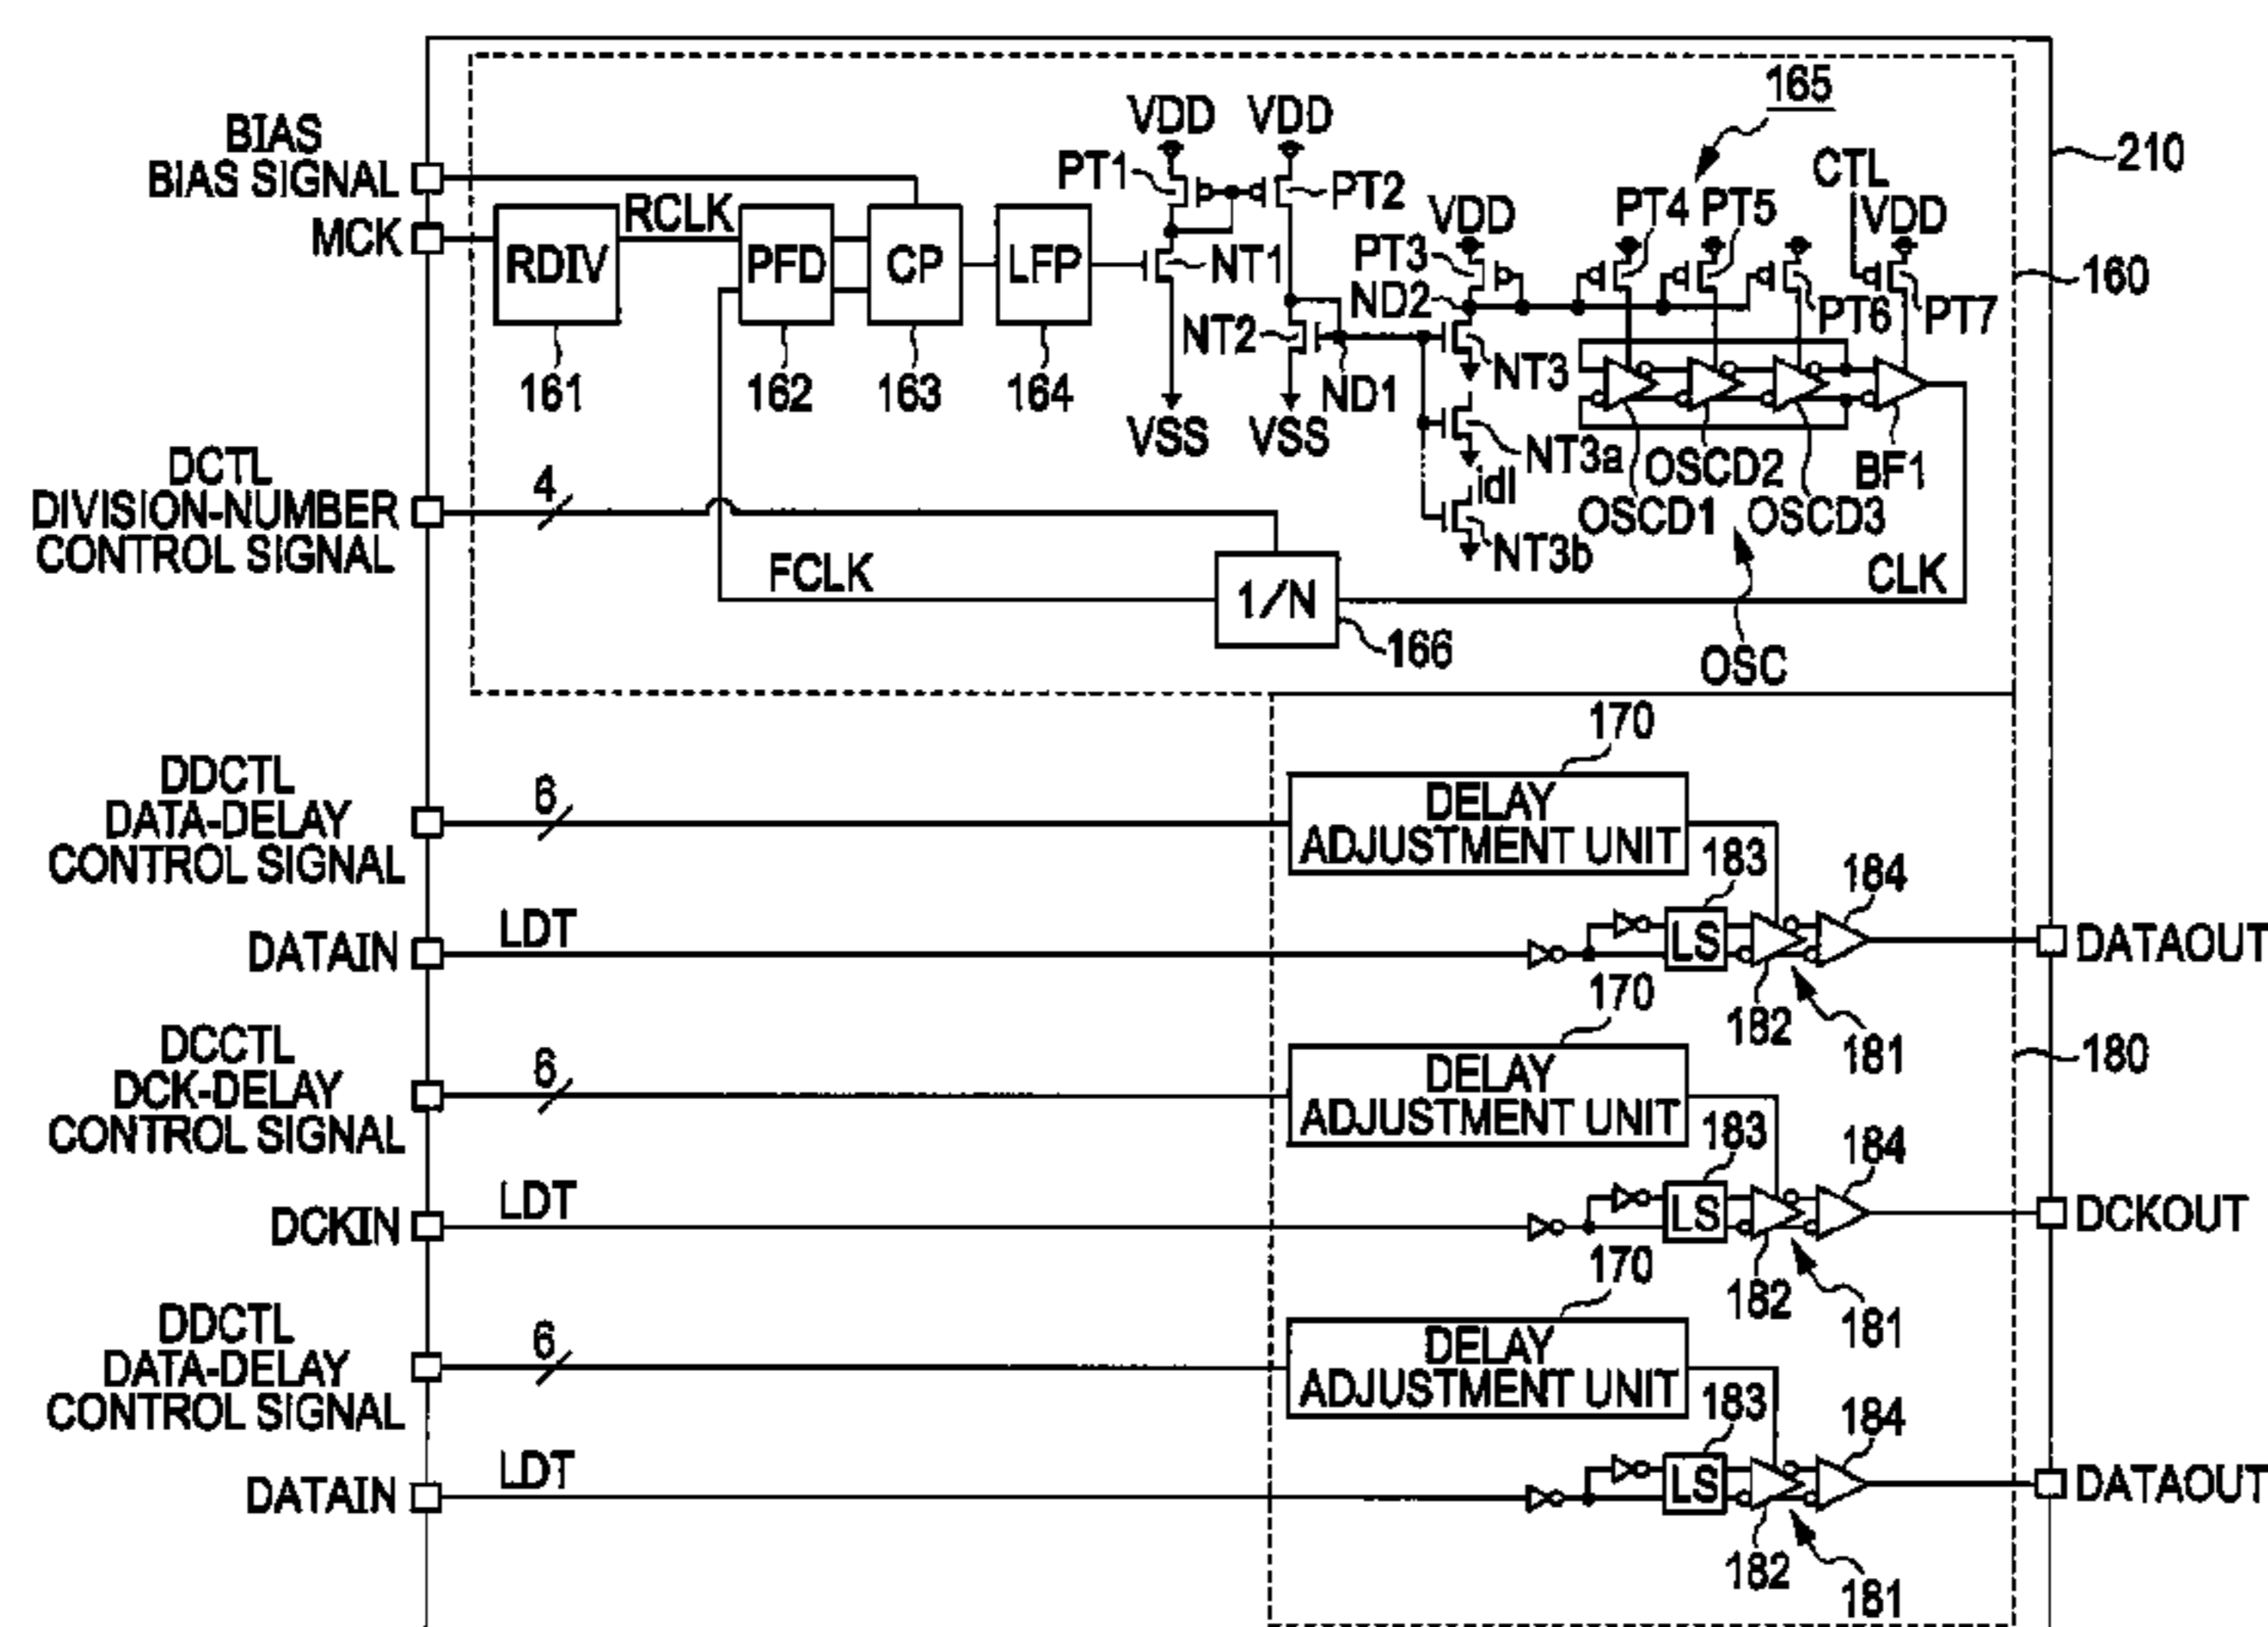 165
BIAS
BIAS SIGNAL
VDD
VDD
210
PT1
PT2
CTL
MCK
RCLK
VDD
PT4
PT5
VDD
RDIV
PFD
CP
LFP
NT1
PT3
160
ND2
PT6
PT7
NT2
161
162
163
164
ND1
NT3
VSS
VSS
NT3a
OSCD2
BF1
DCTL
DIVISION-NUMBER
CONTROL SIGNAL
4
idl
OSCD1
OSCD3
NT3b
FCLK
1/N
CLK
166
OSC
170
DDCTL
DATA-DELAY
CONTROL SIGNAL
6
DELAY
ADJUSTMENT UNIT
183
184
DATAIN
LDT
LS
DATAOUT
170
182
181
DCCTL
DCK-DELAY
CONTROL SIGNAL
6
DELAY
ADJUSTMENT UNIT
180
183
184
DCKIN
LDT
LS
DCKOUT
170
182
181
DDCTL
DATA-DELAY
CONTROL SIGNAL
6
DELAY
ADJUSTMENT UNIT
183
184
DATAIN
LDT
LS
DATAOUT
182
181